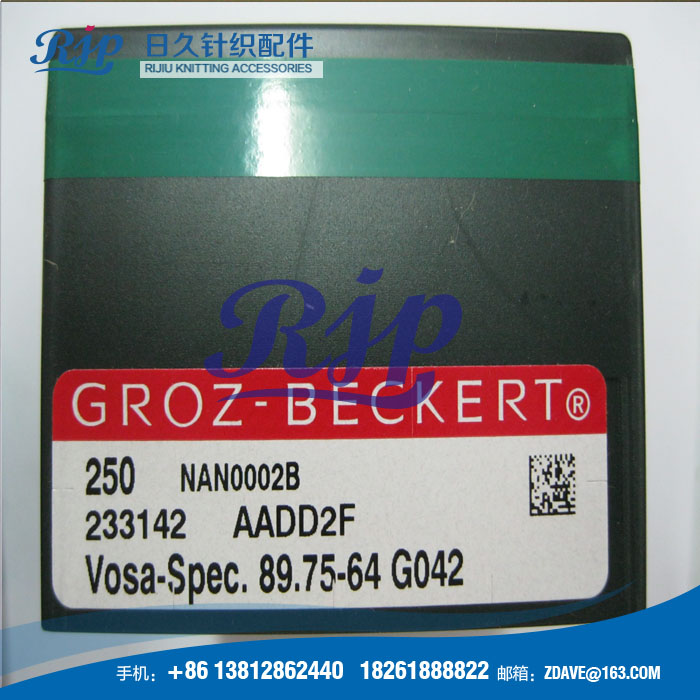 Rjp 日久针织配件
RIJIU KNITTING ACCESSORIES
Rjp
GROZ-BECKERT®
250 NAN0002B
233142 AADD2F
Vosa-Spec. 89.75-64 G042
手机：+86 13812862440 18261888822 邮箱：ZDAVE@163.COM